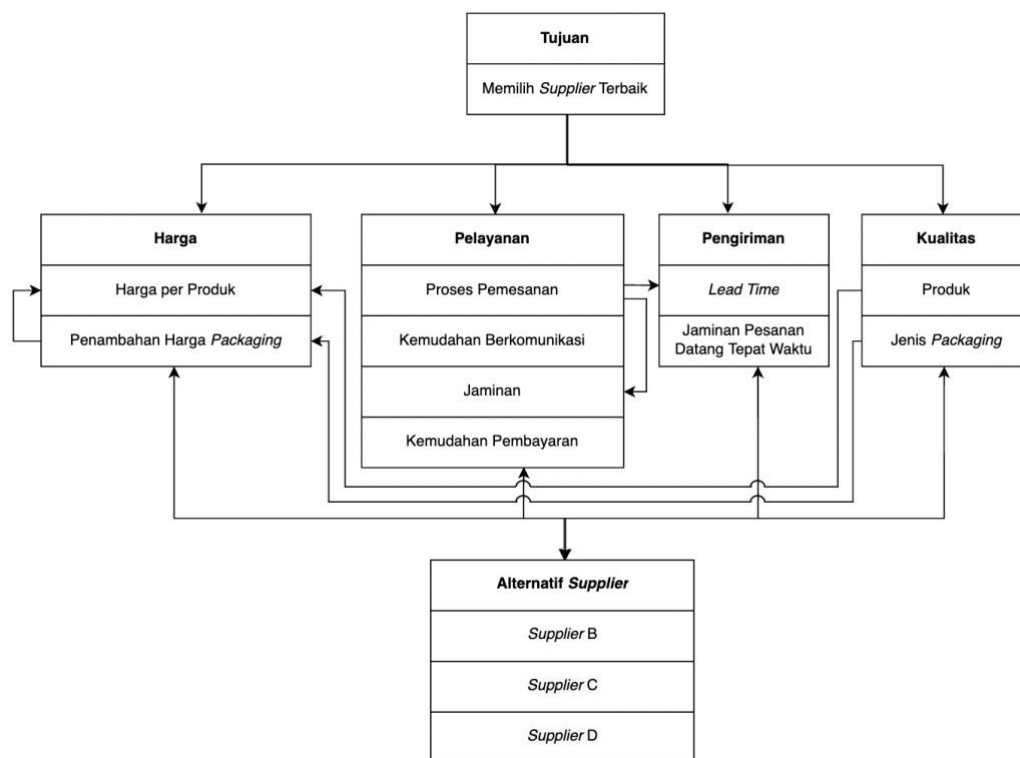 Tujuan
Memilih Supplier Terbaik
Harga
Harga per Produk
Penambahan Harga Packaging
Pelayanan
Proses Pemesanan
Kemudahan Berkomunikasi
Jaminan
Kemudahan Pembayaran
Pengiriman
Lead Time
Jaminan Pesanan
Datang Tepat Waktu
Kualitas
Produk
Jenis Packaging
Alternatif Supplier
Supplier B
Supplier C
Supplier D